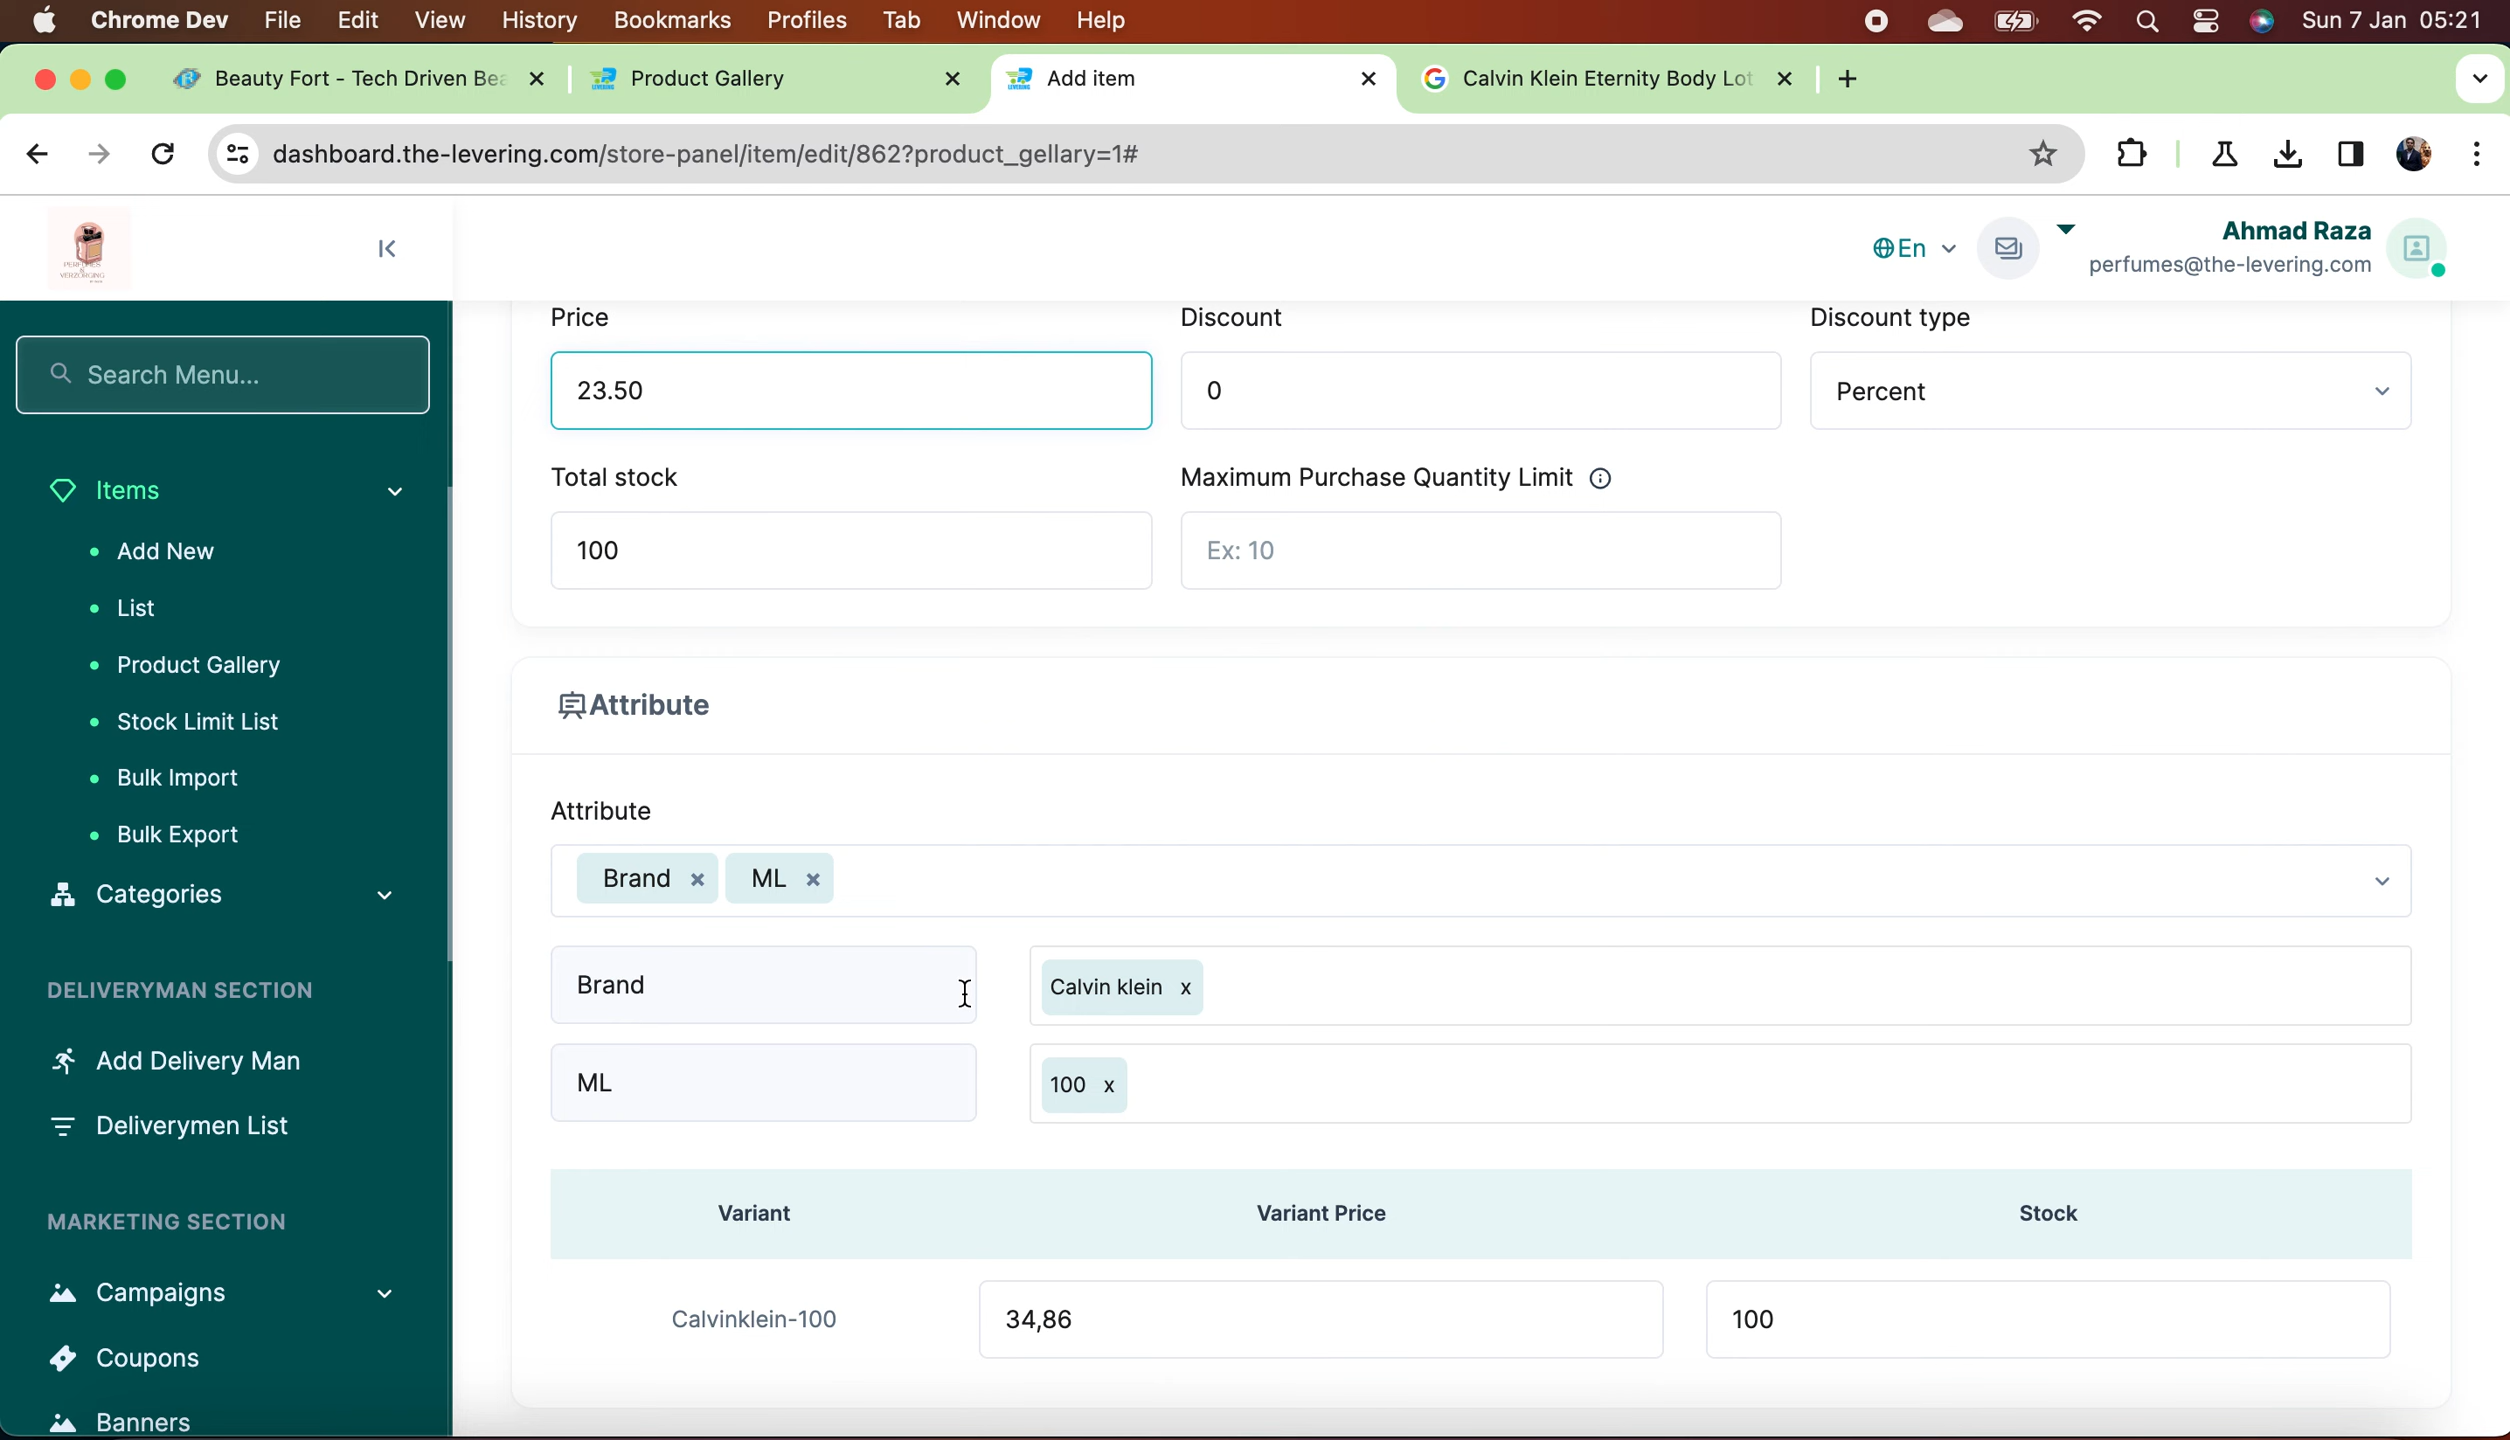 Chrome Dev File Edit View History Bookmarks Profiles Tab Window Help Sun 7 Jan 05:21
Beauty Fort - Tech Driven Bea Product Gallery Add item Calvin Klein Eternity Body Lot
dashboard.the-levering.com/store-panel/item/edit/862?product_gellary=1#
PERFUMES
&
VERZORGING
En
Ahmad Raza
perfumes@the-levering.com
Search Menu...
Items
Add New
List
Product Gallery
Stock Limit List
Bulk Import
Bulk Export
Categories
DELIVERYMAN SECTION
Add Delivery Man
Deliverymen List
MARKETING SECTION
Campaigns
Coupons
Banners
Price Discount Discount type
23.50 0 Percent
Total stock Maximum Purchase Quantity Limit
100 Ex: 10
Attribute
Attribute
Brand × ML ×
Brand Calvin klein x
ML 100 x
Variant Variant Price Stock
Calvinklein-100 34,86 100